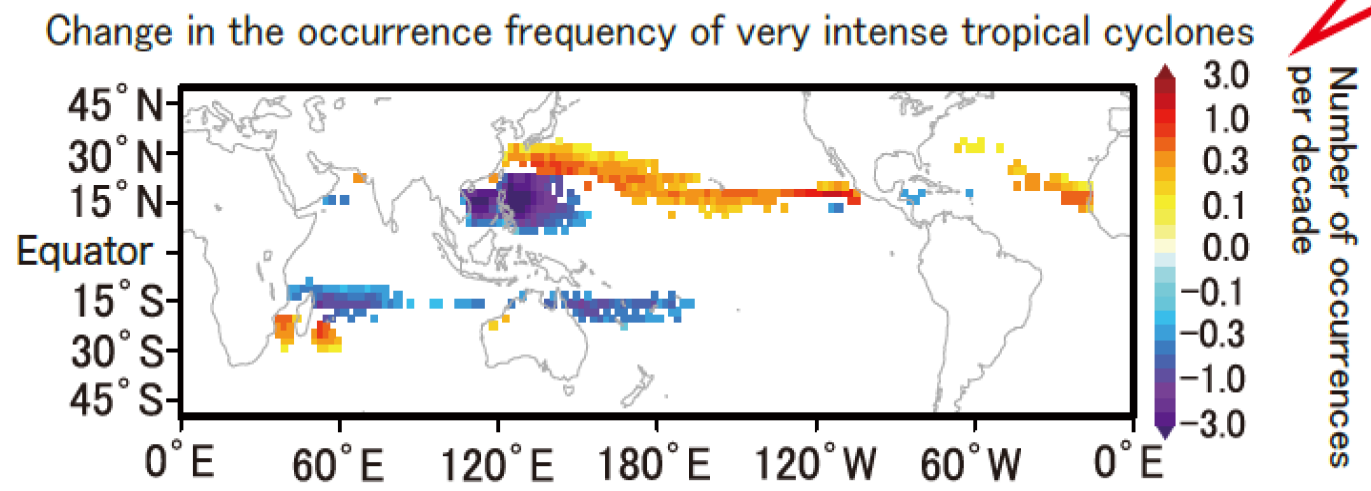 Change in the occurrence frequency of very intense tropical cyclones
45°N
30°N
15°N
Equator
15°S
30°S
45°S
0°E
60°E
120°E
180°E
120°W
60°W
0°E
3.0
1.0
0.3
0.1
0.0
−0.1
−0.3
−1.0
−3.0
Number of occurrences
per decade